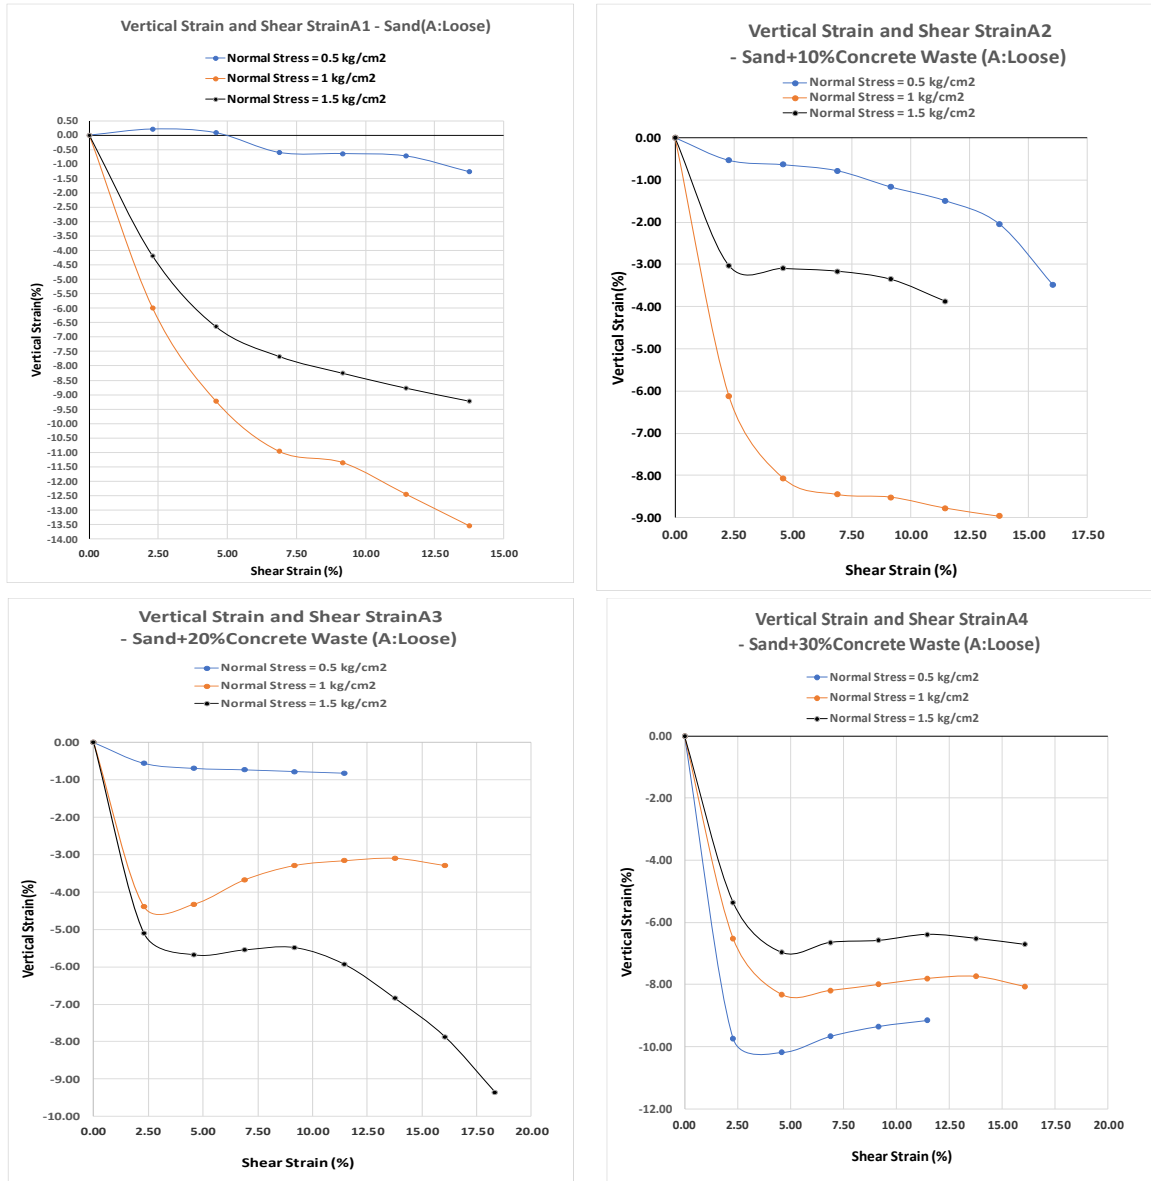 Vertical Strain and Shear StrainA1 - Sand(A:Loose)
Normal Stress = 0.5 kg/cm2
Normal Stress = 1 kg/cm2
Normal Stress = 1.5 kg/cm2
0.50
0.00
-0.50
-1.00
-1.50
-2.00
-2.50
-3.00
-3.50
-4.00
-4.50
-5.00
-5.50
-6.00
-6.50
-7.00
-7.50
-8.00
-8.50
-9.00
-9.50
-10.00
-10.50
-11.00
-11.50
-12.00
-12.50
-13.00
-13.50
-14.00
Vertical Strain(%)
0.00 2.50 5.00 7.50 10.00 12.50 15.00
Shear Strain (%)
Vertical Strain and Shear StrainA2
- Sand+10%Concrete Waste (A:Loose)
Normal Stress = 0.5 kg/cm2
Normal Stress = 1 kg/cm2
Normal Stress = 1.5 kg/cm2
0.00
-1.00
-2.00
-3.00
-4.00
-5.00
-6.00
-7.00
-8.00
-9.00
Vertical Strain(%)
0.00 2.50 5.00 7.50 10.00 12.50 15.00 17.50
Shear Strain (%)
Vertical Strain and Shear StrainA3
- Sand+20%Concrete Waste (A:Loose)
Normal Stress = 0.5 kg/cm2
Normal Stress = 1 kg/cm2
Normal Stress = 1.5 kg/cm2
0.00
-1.00
-2.00
-3.00
-4.00
-5.00
-6.00
-7.00
-8.00
-9.00
-10.00
Vertical Strain(%)
0.00 2.50 5.00 7.50 10.00 12.50 15.00 17.50 20.00
Shear Strain (%)
Vertical Strain and Shear StrainA4
- Sand+30%Concrete Waste (A:Loose)
Normal Stress = 0.5 kg/cm2
Normal Stress = 1 kg/cm2
Normal Stress = 1.5 kg/cm2
0.00
-2.00
-4.00
-6.00
-8.00
-10.00
-12.00
Vertical Strain(%)
0.00 2.50 5.00 7.50 10.00 12.50 15.00 17.50 20.00
Shear Strain (%)